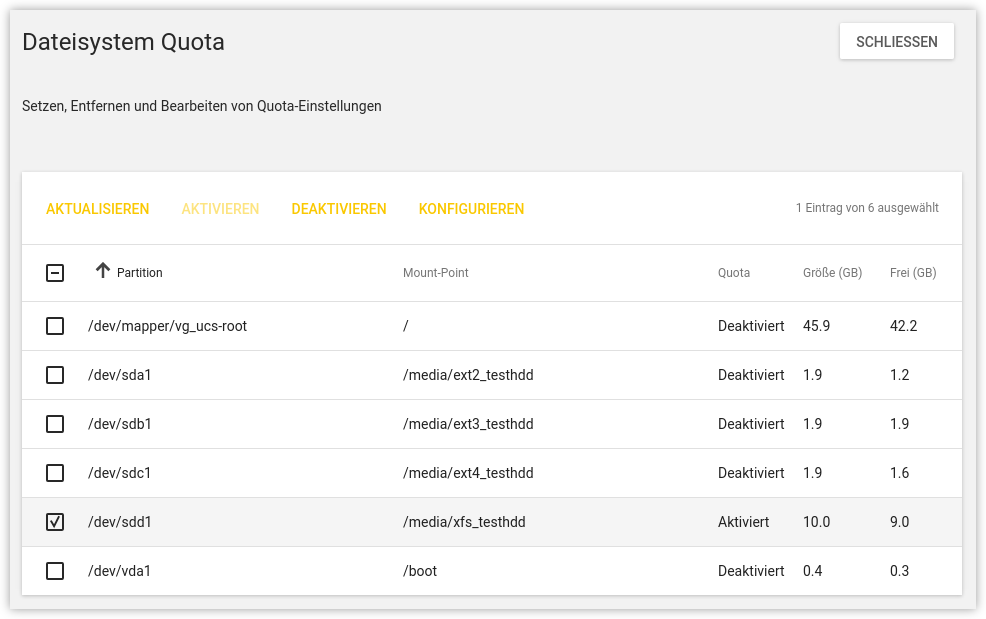 Dateisystem Quota
SCHLIESSEN
Setzen, Entfernen und Bearbeiten von Quota-Einstellungen
AKTUALISIEREN AKTIVIEREN DEAKTIVIEREN KONFIGURIEREN 1 Eintrag von 6 ausgewählt
Partition Mount-Point Quota Größe (GB) Frei (GB)
/dev/mapper/vg_ucs-root / Deaktiviert 45.9 42.2
/dev/sda1 /media/ext2_testhdd Deaktiviert 1.9 1.2
/dev/sdb1 /media/ext3_testhdd Deaktiviert 1.9 1.9
/dev/sdc1 /media/ext4_testhdd Deaktiviert 1.9 1.6
/dev/sdd1 /media/xfs_testhdd Aktiviert 10.0 9.0
/dev/vda1 /boot Deaktiviert 0.4 0.3